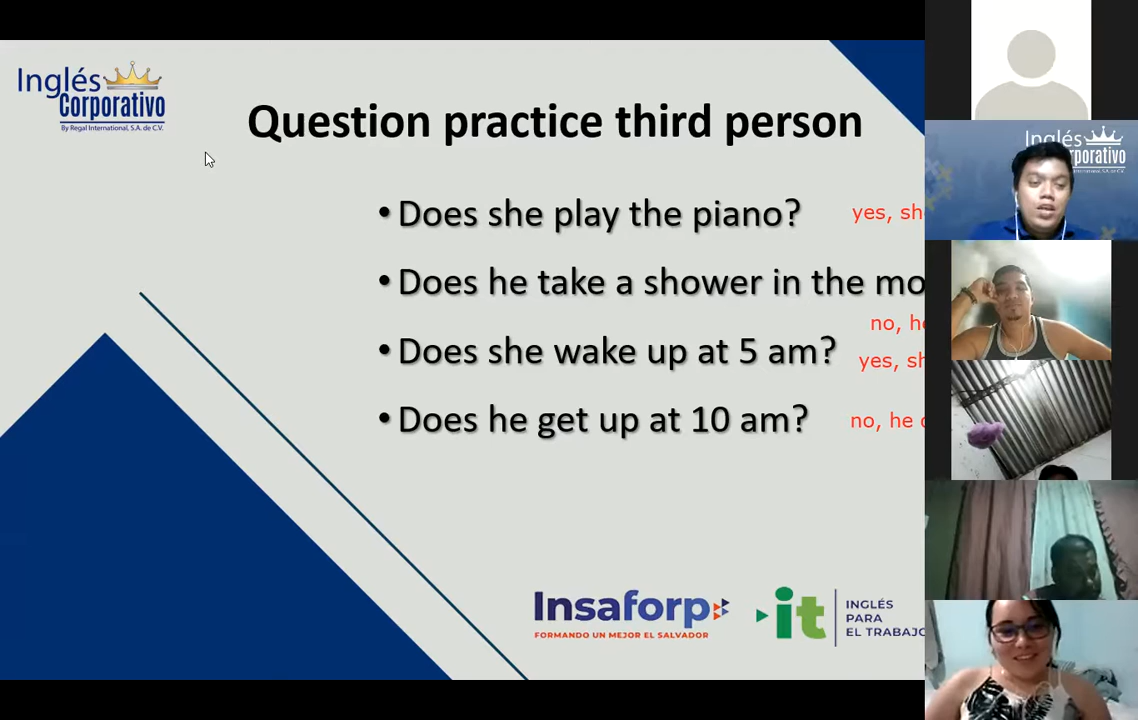 Inglés
Corporativo
By Regal International, S.A. de C.V.
Question practice third person
• Does she play the piano?
yes, sh
• Does he take a shower in the mo
no, he
• Does she wake up at 5 am?
yes, sh
• Does he get up at 10 am?
no, he d
Insaforp
FORMANDO UN MEJOR EL SALVADOR
it
INGLÉS
PARA
EL TRABAJO
Inglés
rporativo